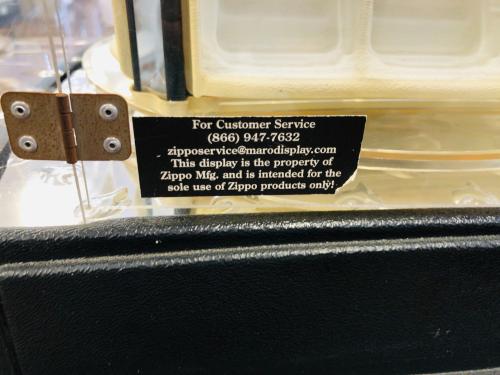 For Customer Service
(866) 947-7632
zipposervice@marodisplay.com
This display is the property of
Zippo Mfg. and is intended for the
sole use of Zippo products only!